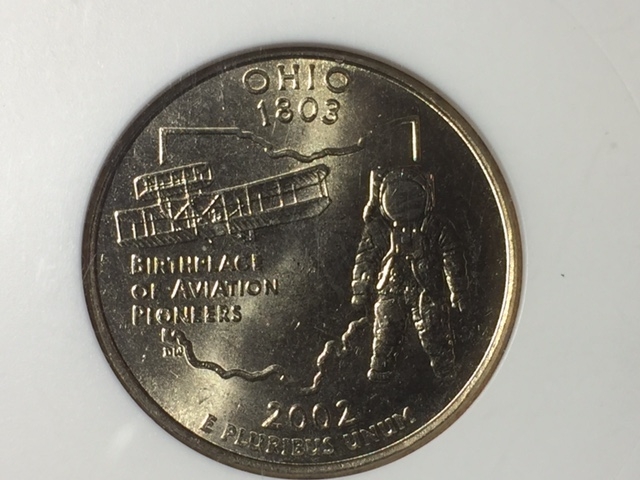 OHIO
1803
BIRTHPLACE
OF AVIATION
PIONEERS
2002
E PLURIBUS UNUM